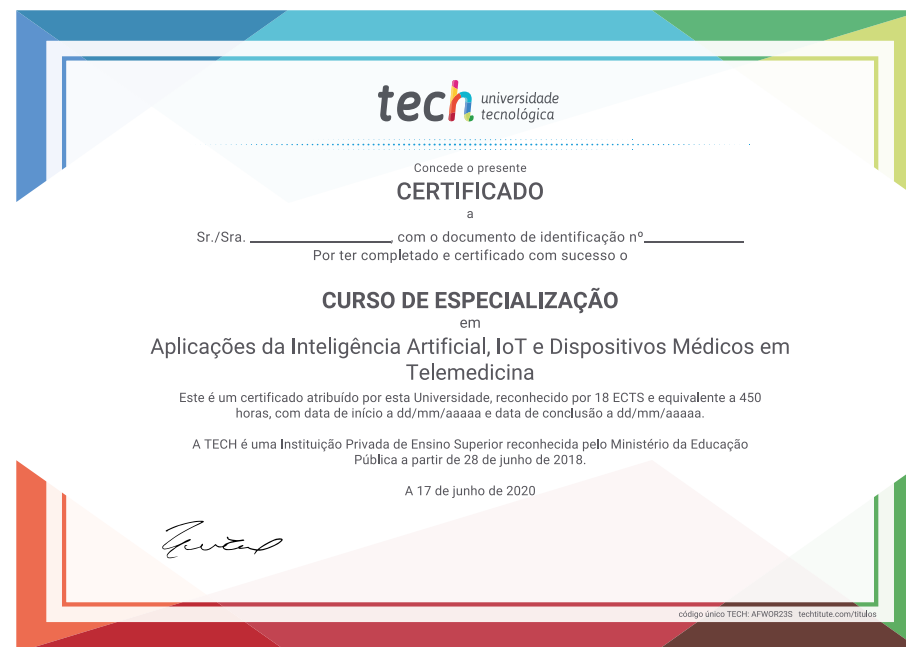 tech universidade
tecnológica
Concede o presente
CERTIFICADO
a
Sr./Sra. ________________, com o documento de identificação nº____________
Por ter completado e certificado com sucesso o
CURSO DE ESPECIALIZAÇÃO
em
Aplicações da Inteligência Artificial, IoT e Dispositivos Médicos em
Telemedicina
Este é um certificado atribuído por esta Universidade, reconhecido por 18 ECTS e equivalente a 450
horas, com data de início a dd/mm/aaaaa e data de conclusão a dd/mm/aaaaa.
A TECH é uma Instituição Privada de Ensino Superior reconhecida pelo Ministério da Educação
Pública a partir de 28 de junho de 2018.
A 17 de junho de 2020
código único TECH: AFWOR23S techtitute.com/titulos